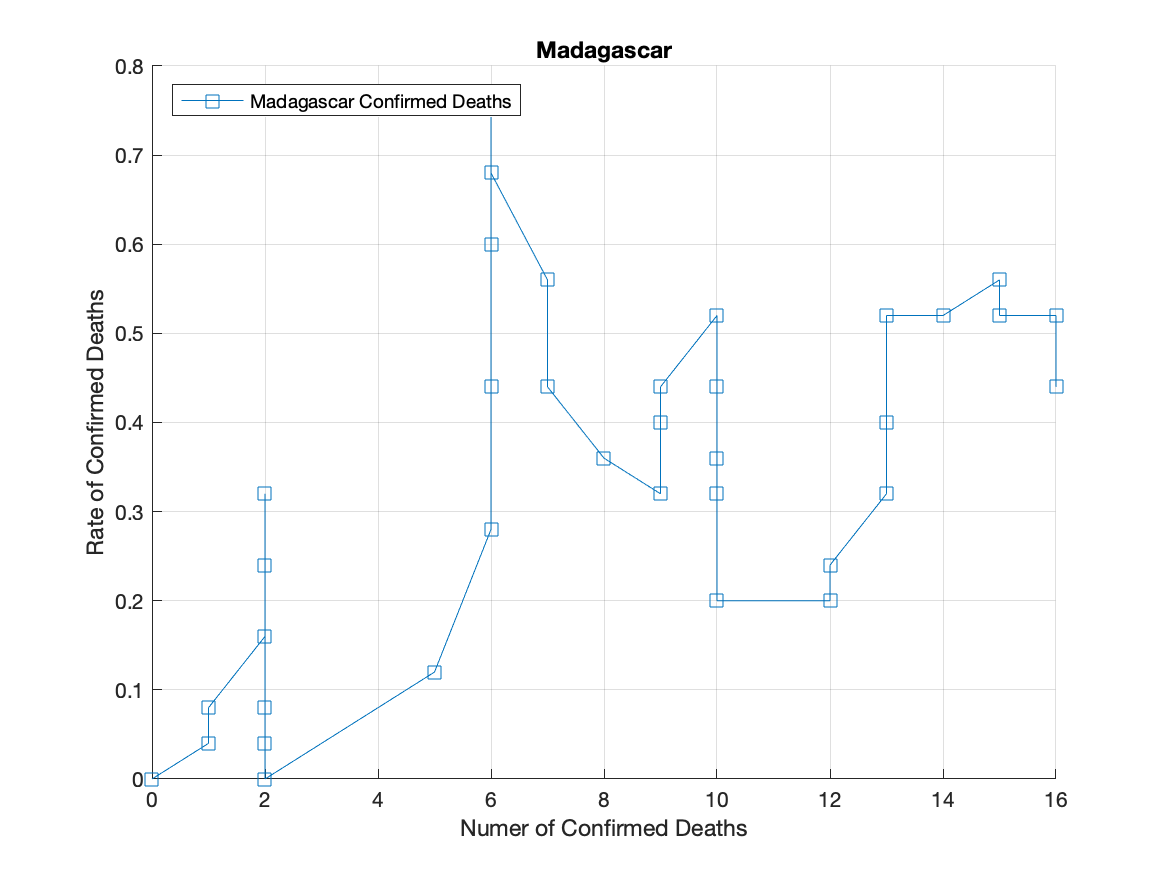 Madagascar
Madagascar Confirmed Deaths
0.8
0.7
0.6
0.5
0.4
0.3
0.2
0.1
0
Rate of Confirmed Deaths
0 2 4 6 8 10 12 14 16
Numer of Confirmed Deaths